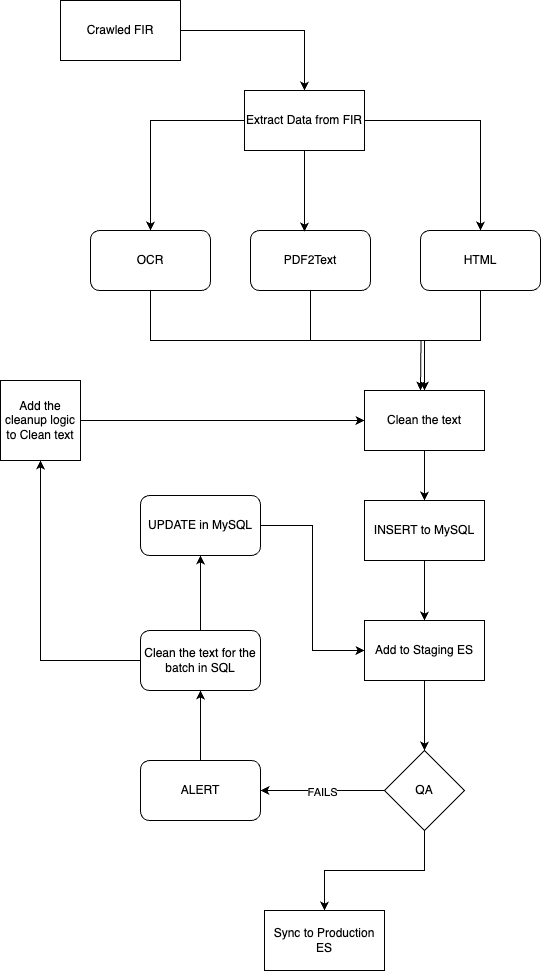 Crawled FIR
Extract Data from FIR
OCR
PDF2Text
HTML
Add the
cleanup logic
to Clean text
Clean the text
UPDATE in MySQL
INSERT to MySQL
Clean the text for the
batch in SQL
Add to Staging ES
ALERT
FAILS
QA
Sync to Production
ES